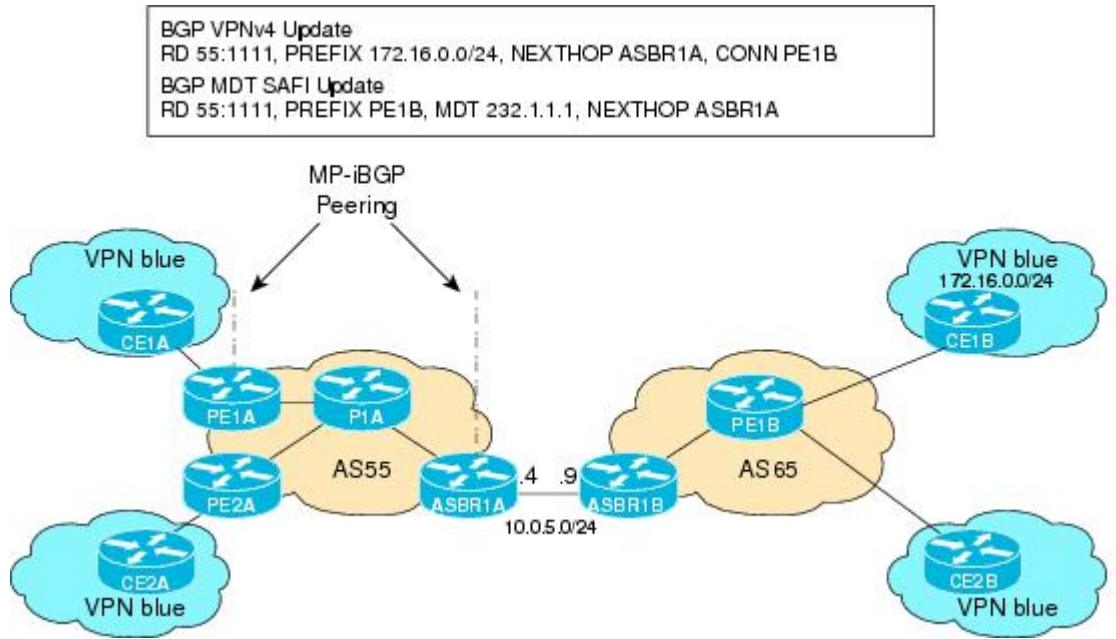 BGP VPNv4 Update
RD 55:1111, PREFIX 172.16.0.0/24, NEXTHOP ASBR1A, CONN PE1B
BGP MDT SAFI Update
RD 55:1111, PREFIX PE1B, MDT 232.1.1.1, NEXTHOP ASBR1A
MP-iBGP
Peering
VPN blue
CE1A
VPN blue
172.16.0.0/24
CE1B
PE1A
P1A
PE1B
AS55
AS65
PE2A
ASBR1A
.4
.9
ASBR1B
10.0.5.0/24
CE2A
VPN blue
CE2B
VPN blue